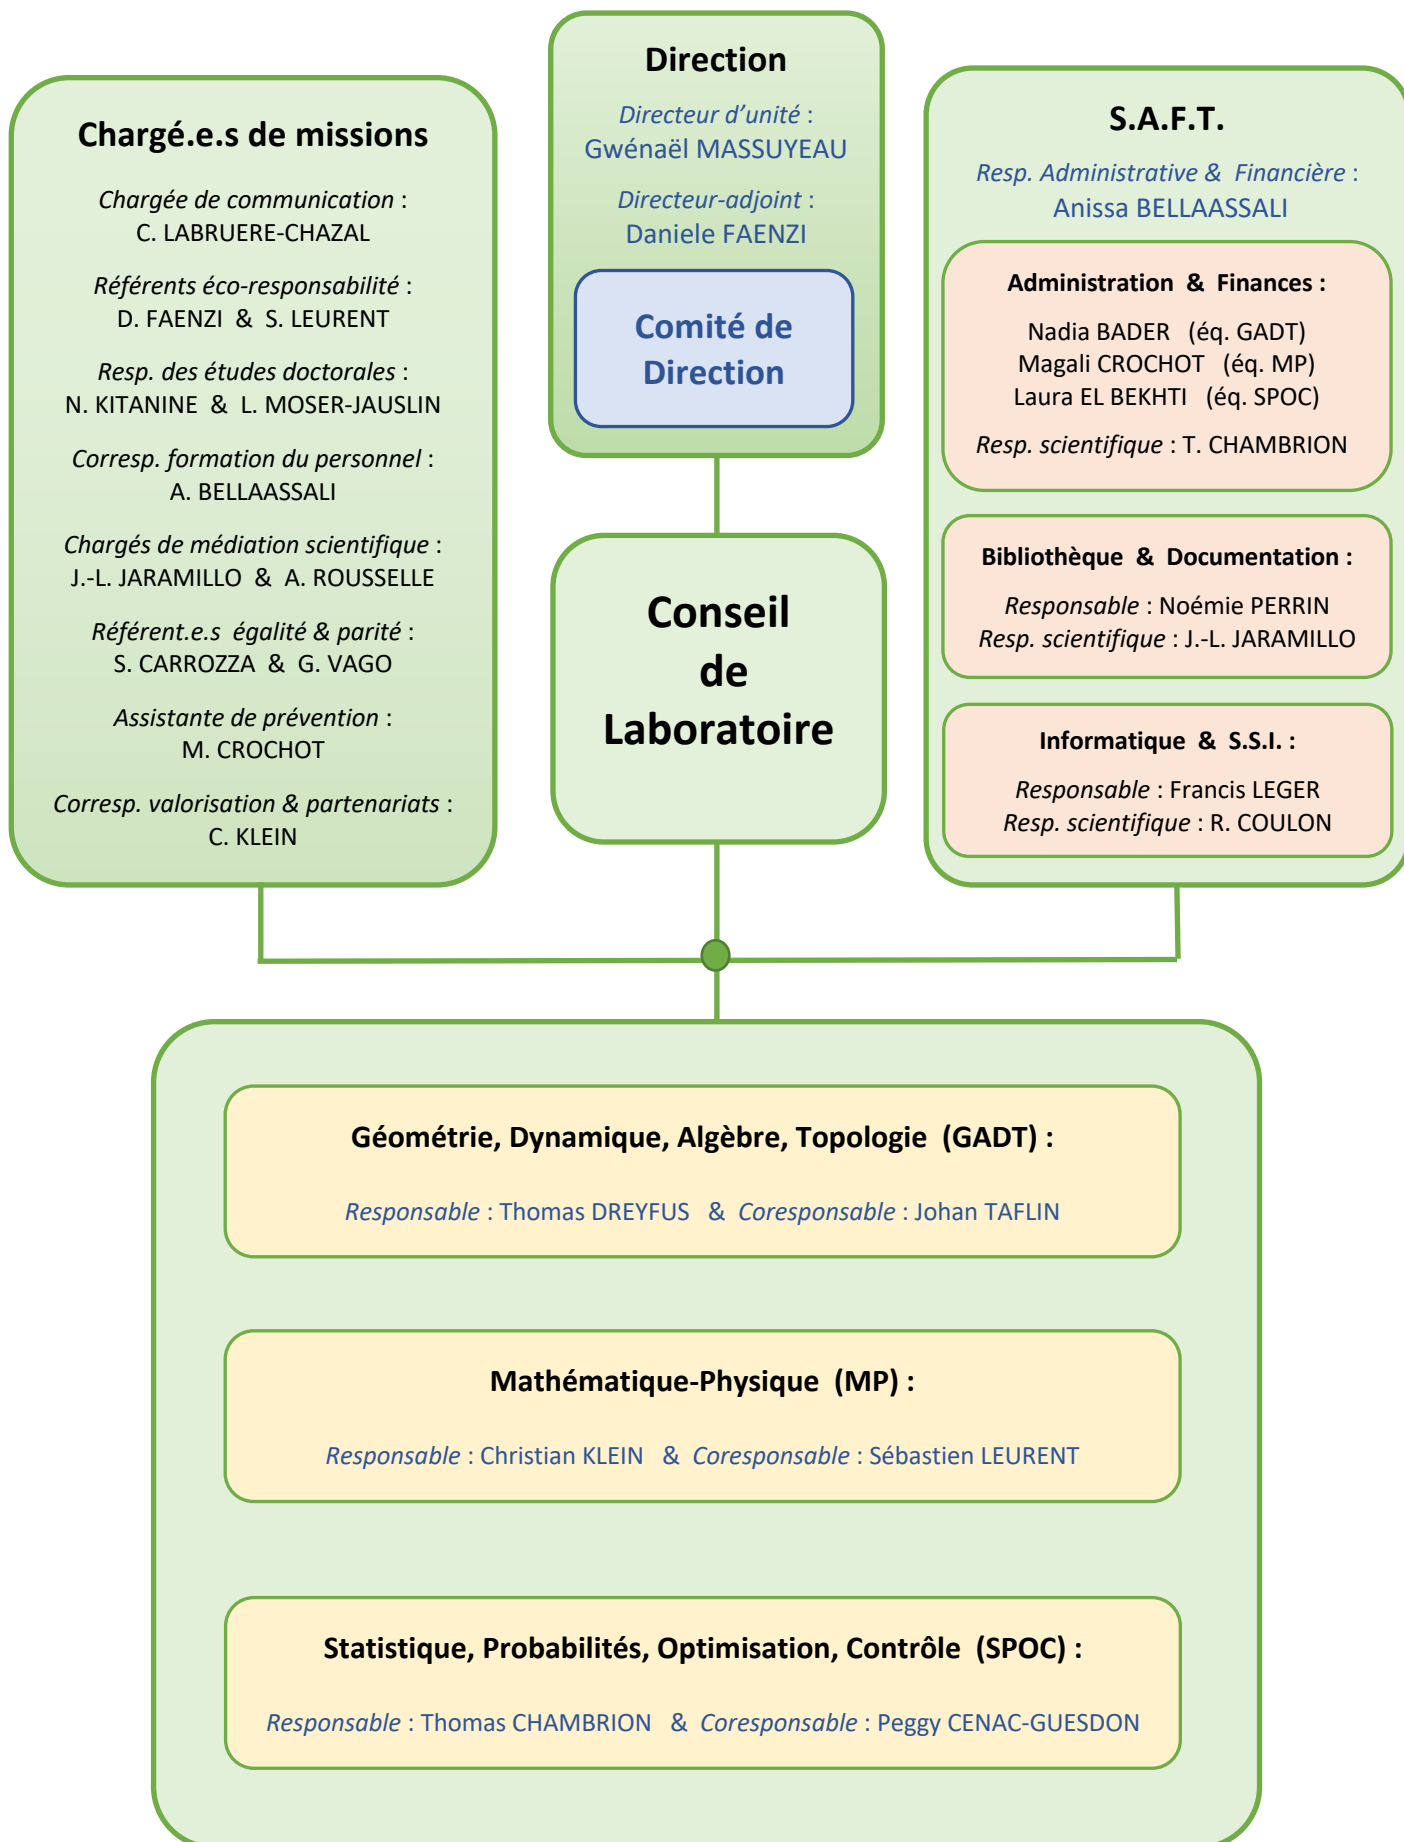 Chargé.e.s de missions
Chargée de communication :
C. LABRUERE-CHAZAL
Référents éco-responsabilité :
D. FAENZI & S. LEURENT
Resp. des études doctorales :
N. KITANINE & L. MOSER-JAUSLIN
Corresp. formation du personnel :
A. BELLAASSALI
Chargés de médiation scientifique :
J.-L. JARAMILLO & A. ROUSSELLE
Référent.e.s égalité & parité :
S. CARROZZA & G. VAGO
Assistante de prévention :
M. CROCHOT
Corresp. valorisation & partenariats :
C. KLEIN
Direction
Directeur d’unité :
Gwénaël MASSUYEAU
Directeur-adjoint :
Daniele FAENZI
Comité de
Direction
Conseil
de
Laboratoire
S.A.F.T.
Resp. Administrative & Financière :
Anissa BELLAASSALI
Administration & Finances :
Nadia BADER (éq. GADT)
Magali CROCHOT (éq. MP)
Laura EL BEKHTI (éq. SPOC)
Resp. scientifique : T. CHAMBRION
Bibliothèque & Documentation :
Responsable : Noémie PERRIN
Resp. scientifique : J.-L. JARAMILLO
Informatique & S.S.I. :
Responsable : Francis LEGER
Resp. scientifique : R. COULON
Géométrie, Dynamique, Algèbre, Topologie (GADT) :
Responsable : Thomas DREYFUS & Coresponsable : Johan TAFLIN
Mathématique-Physique (MP) :
Responsable : Christian KLEIN & Coresponsable : Sébastien LEURENT
Statistique, Probabilités, Optimisation, Contrôle (SPOC) :
Responsable : Thomas CHAMBRION & Coresponsable : Peggy CENAC-GUESDON